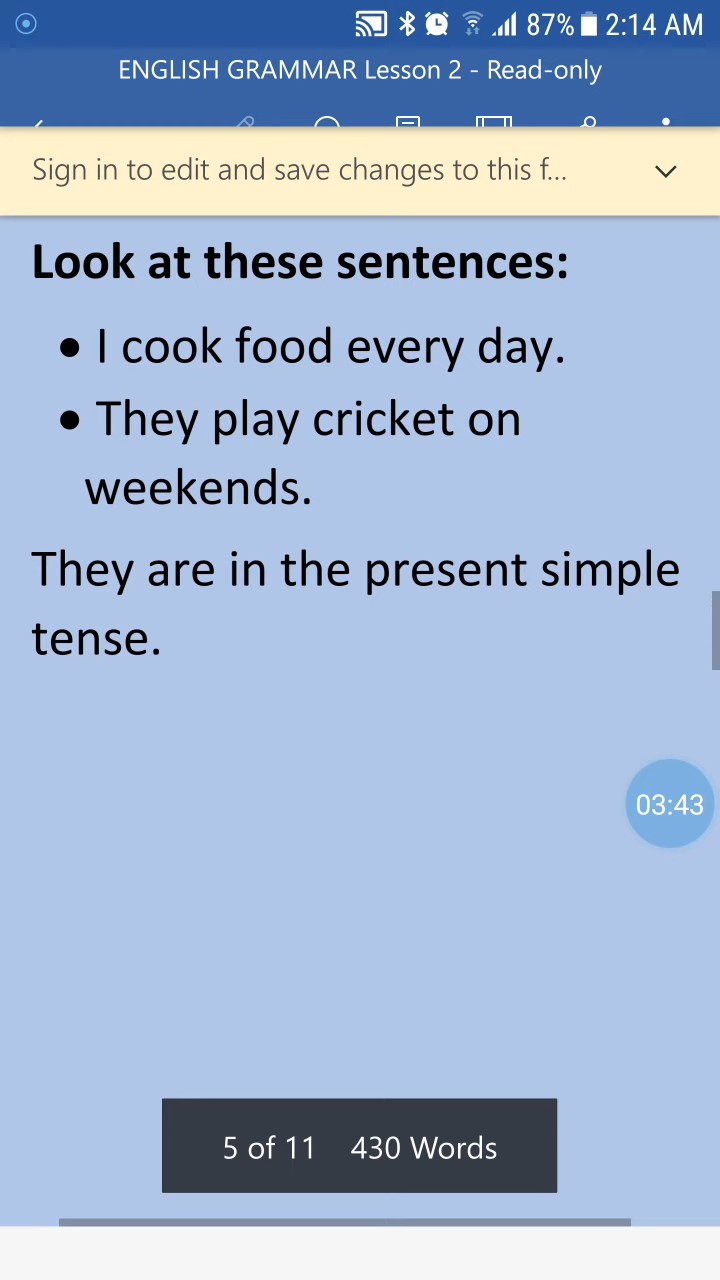 87% 2:14 AM
ENGLISH GRAMMAR Lesson 2 - Read-only
Sign in to edit and save changes to this f...
Look at these sentences:
• I cook food every day.
• They play cricket on
weekends.
They are in the present simple
tense.
03:43
5 of 11 430 Words